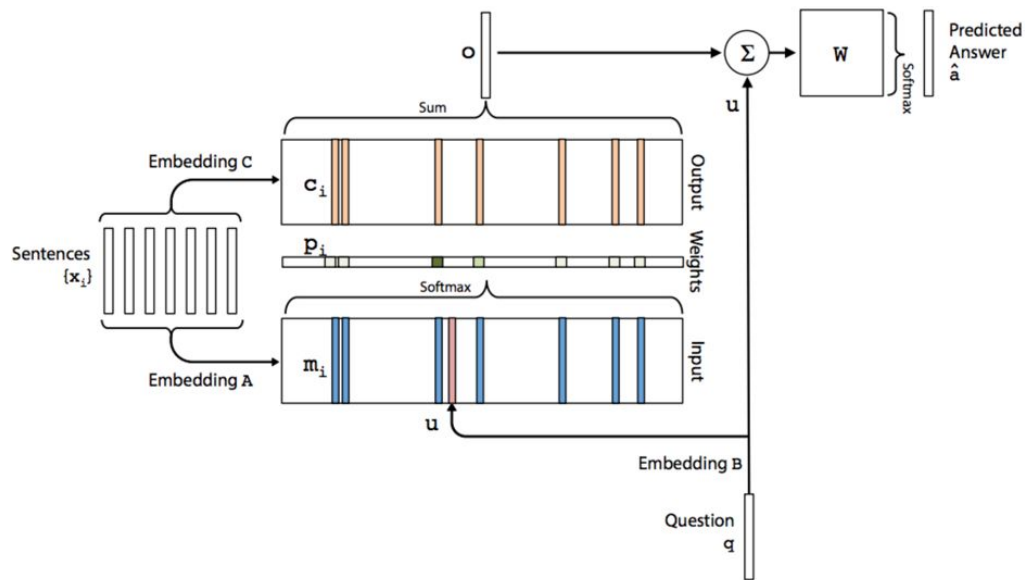 o
Σ
W
Softmax
Predicted
Answer
â
u
Sum
Embedding C
c_i
Output
Sentences
{x_i}
p_i
Weights
Softmax
m_i
Input
Embedding A
u
Embedding B
Question
q